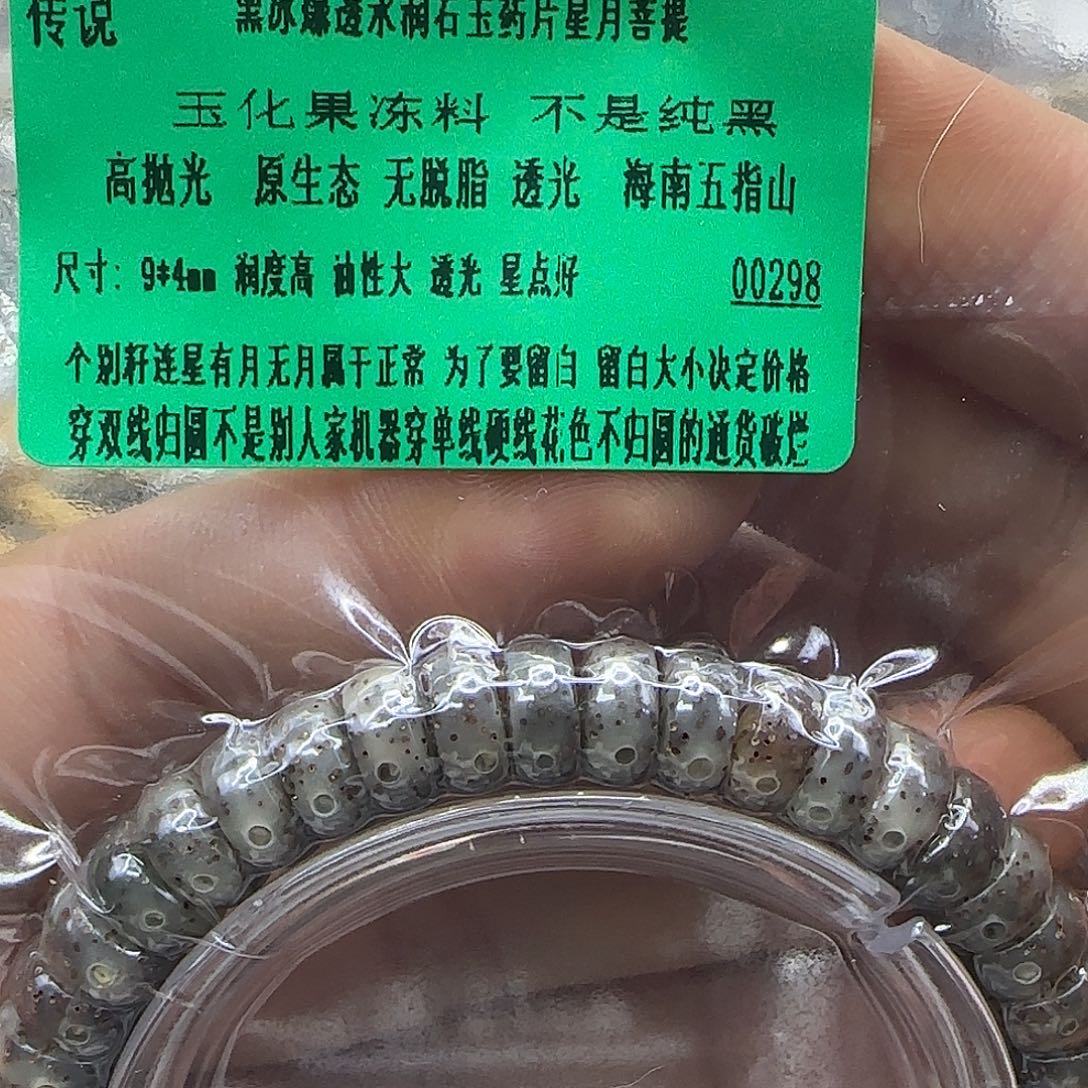 传说 黑冰爆透水润石玉药片星月菩提
玉化果冻料 不是纯黑
高抛光 原生态 无脱脂 透光 海南五指山
尺寸: 9*4mm 润度高 油性大 透光 星点好
00298
个别籽连星有月无月属于正常 为了要留白 留白大小决定价格
穿双线归圆不是别人家机器穿单线硬线花色不归圆的通货破烂